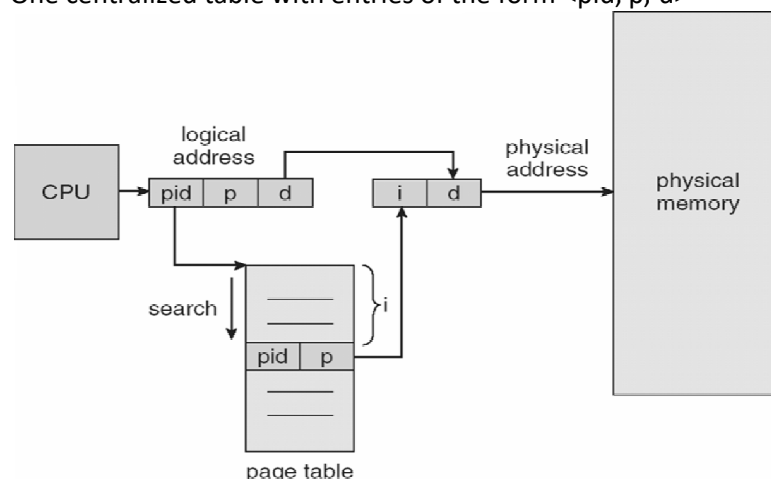 One centralized table with entries of the form <pid, p, d>
logical
address
physical
address
CPU
pid p d
i d
physical
memory
search
i
pid p
page table